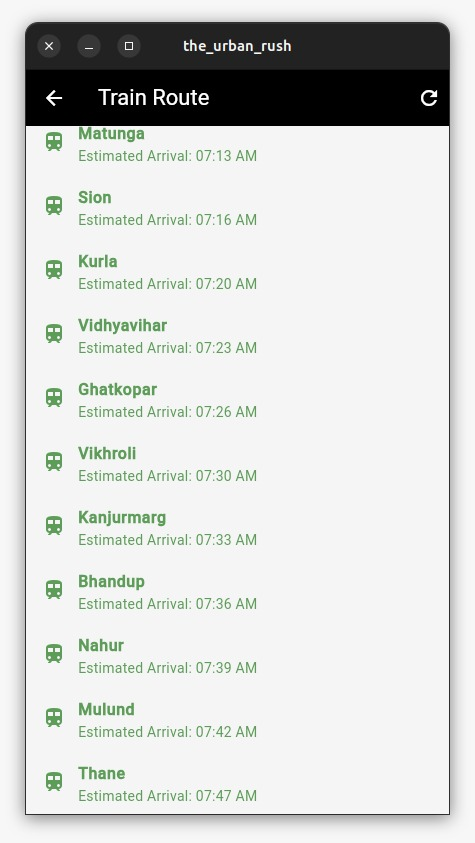 the_urban_rush
Train Route
Matunga
Estimated Arrival: 07:13 AM
Sion
Estimated Arrival: 07:16 AM
Kurla
Estimated Arrival: 07:20 AM
Vidhyavihar
Estimated Arrival: 07:23 AM
Ghatkopar
Estimated Arrival: 07:26 AM
Vikhroli
Estimated Arrival: 07:30 AM
Kanjurmarg
Estimated Arrival: 07:33 AM
Bhandup
Estimated Arrival: 07:36 AM
Nahur
Estimated Arrival: 07:39 AM
Mulund
Estimated Arrival: 07:42 AM
Thane
Estimated Arrival: 07:47 AM